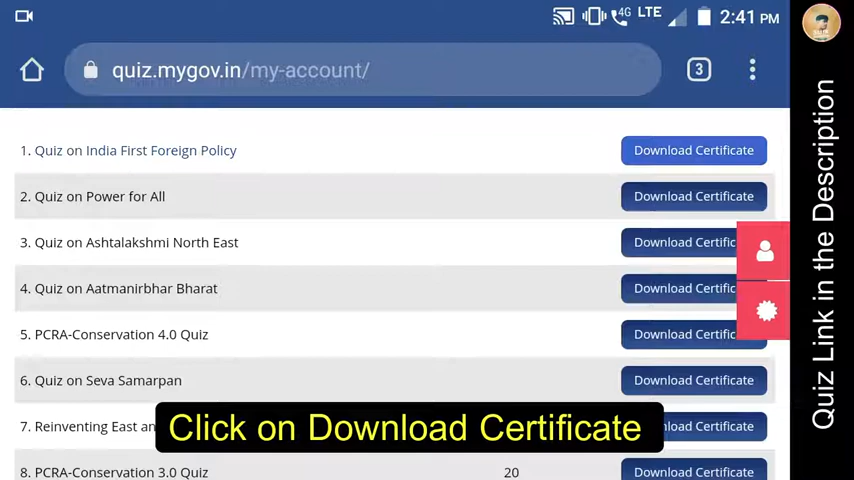 4G LTE 2:41 PM
quiz.mygov.in/my-account/ 3
1. Quiz on India First Foreign Policy Download Certificate
2. Quiz on Power for All Download Certificate
3. Quiz on Ashtalakshmi North East Download Certific
4. Quiz on Aatmanirbhar Bharat Download Certific
5. PCRA-Conservation 4.0 Quiz Download Certific
6. Quiz on Seva Samarpan Download Certificate
7. Reinventing East an load Certificate
Click on Download Certificate
8. PCRA-Conservation 3.0 Quiz 20 Download Certificate
Quiz Link in the Description